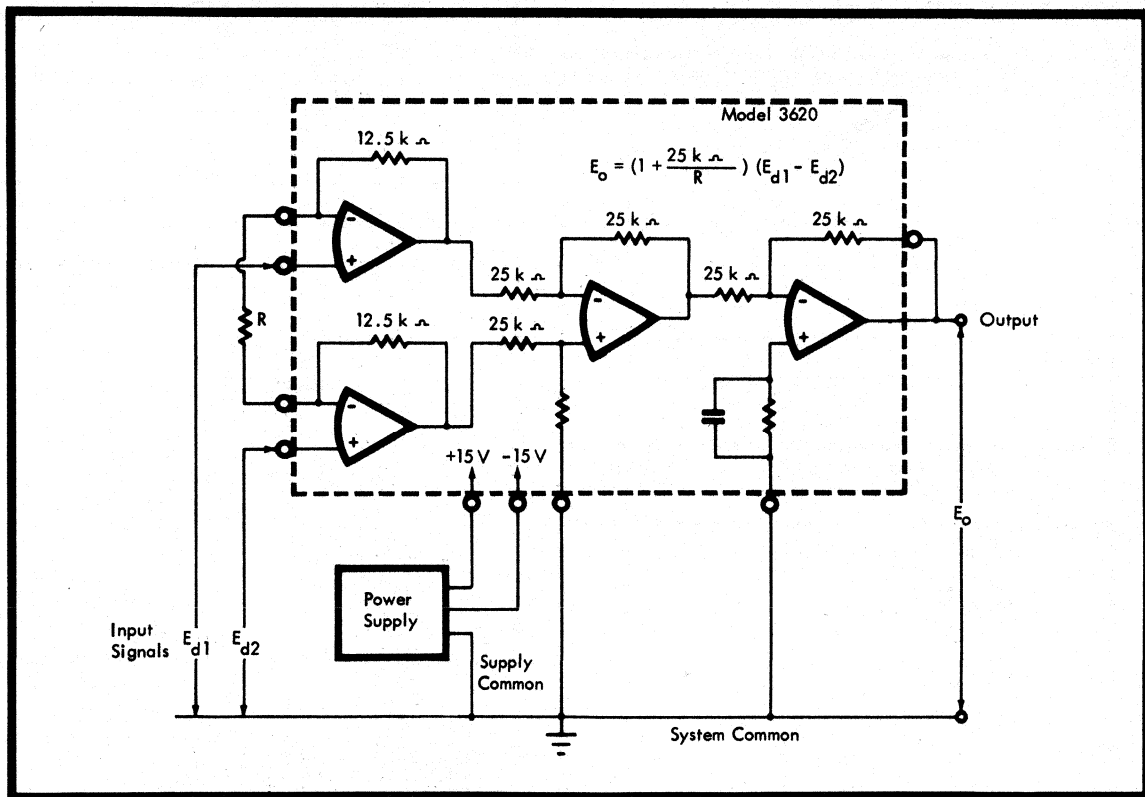 Model 3620
12.5 k Ω
E_o = (1 + 25 k Ω / R) (E_d1 - E_d2)
25 k Ω
25 k Ω
-
+
25 k Ω
25 k Ω
-
+
-
+
Output
R
12.5 k Ω
25 k Ω
-
+
+15 V
-15 V
E_o
Power
Supply
Input
Signals
E_d1
E_d2
Supply
Common
System Common